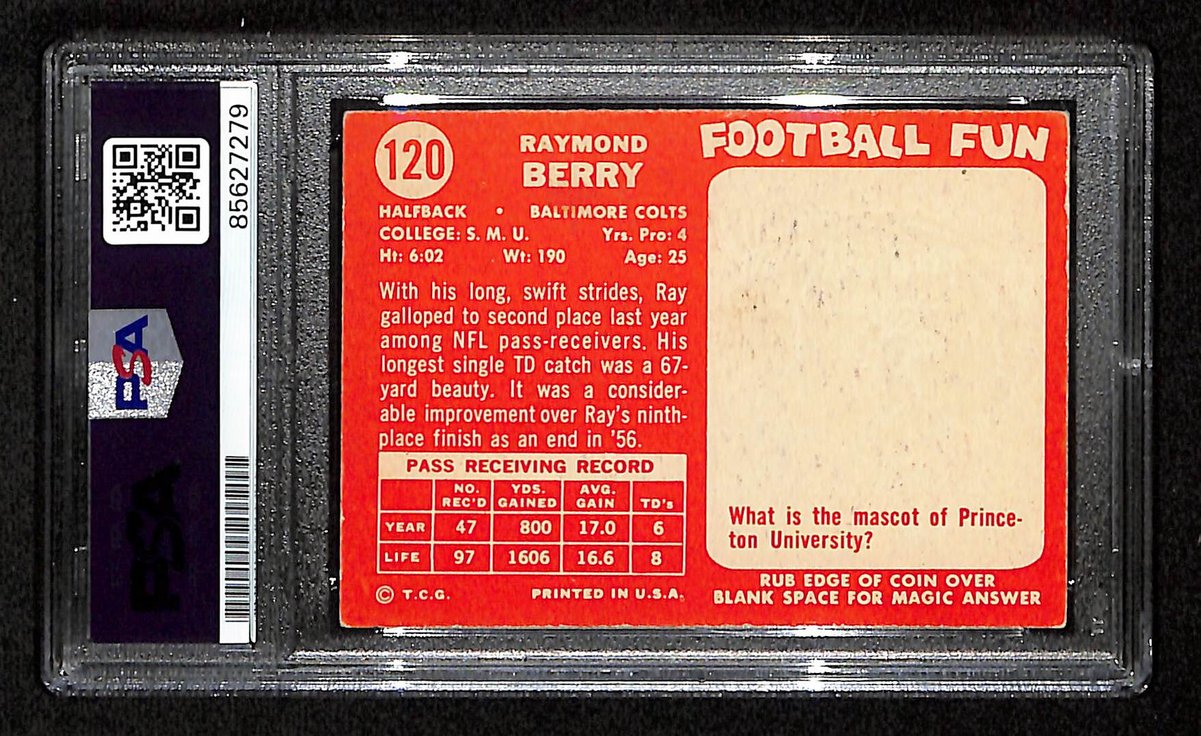 85627279
PSA
PSA
120
RAYMOND
BERRY
HALFBACK • BALTIMORE COLTS
COLLEGE: S. M. U. Yrs. Pro: 4
Ht: 6:02 Wt: 190 Age: 25
With his long, swift strides, Ray
galloped to second place last year
among NFL pass-receivers. His
longest single TD catch was a 67-
yard beauty. It was a consider-
able improvement over Ray's ninth-
place finish as an end in '56.
PASS RECEIVING RECORD
NO. REC'D YDS. GAINED AVG. GAIN TD's
YEAR 47 800 17.0 6
LIFE 97 1606 16.6 8
© T.C.G. PRINTED IN U.S.A.
FOOTBALL FUN
What is the mascot of Prince-
ton University?
RUB EDGE OF COIN OVER
BLANK SPACE FOR MAGIC ANSWER